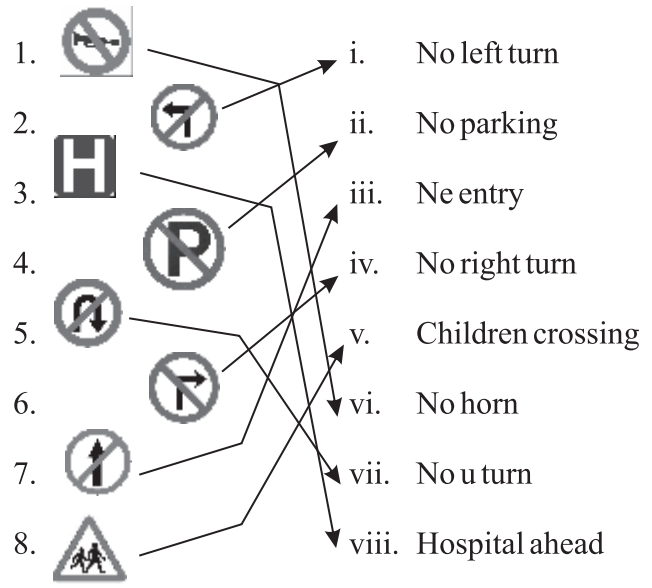 1. i. No left turn
2. ii. No parking
H
3. iii. Ne entry
P
4. iv. No right turn
5. v. Children crossing
6. vi. No horn
7. vii. No u turn
8. viii. Hospital ahead